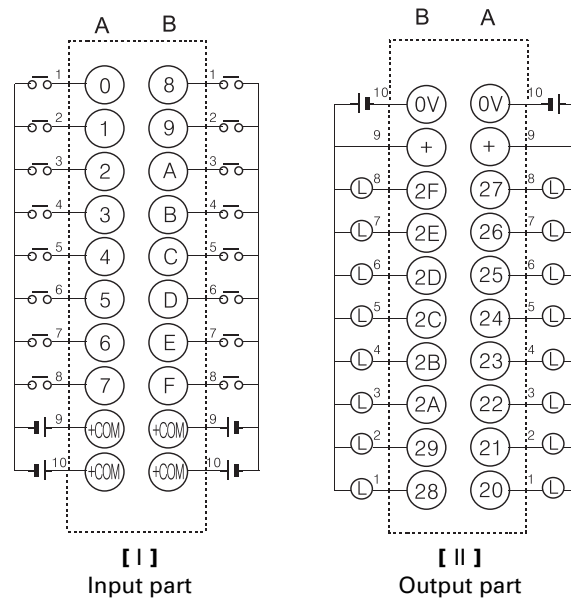 A B
1 0 8 1
2 1 9 2
3 2 A 3
4 3 B 4
5 4 C 5
6 5 D 6
7 6 E 7
8 7 F 8
9 +COM +COM 9
10 +COM +COM 10
[ I ]
Input part
B A
10 0V 0V 10
9 + + 9
L 8 2F 27 8 L
L 7 2E 26 7 L
L 6 2D 25 6 L
L 5 2C 24 5 L
L 4 2B 23 4 L
L 3 2A 22 3 L
L 2 29 21 2 L
L 1 28 20 1 L
[ II ]
Output part